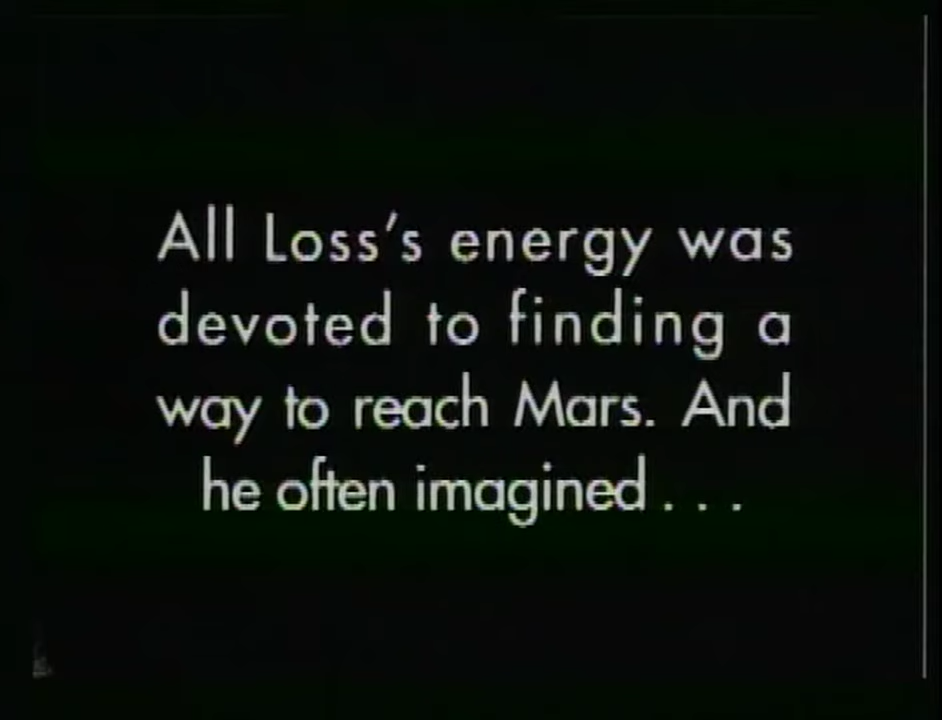 All Loss's energy was
devoted to finding a
way to reach Mars. And
he often imagined . . .